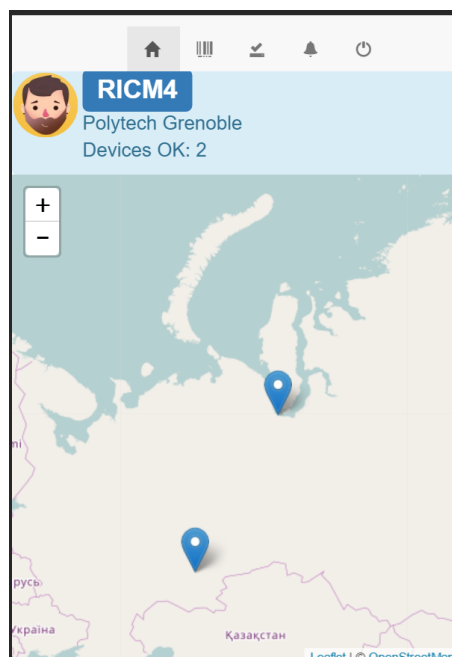 RICM4
Polytech Grenoble
Devices OK: 2
+
−
русь
Україна
Қазақстан
Leaflet | © OpenStreetMap